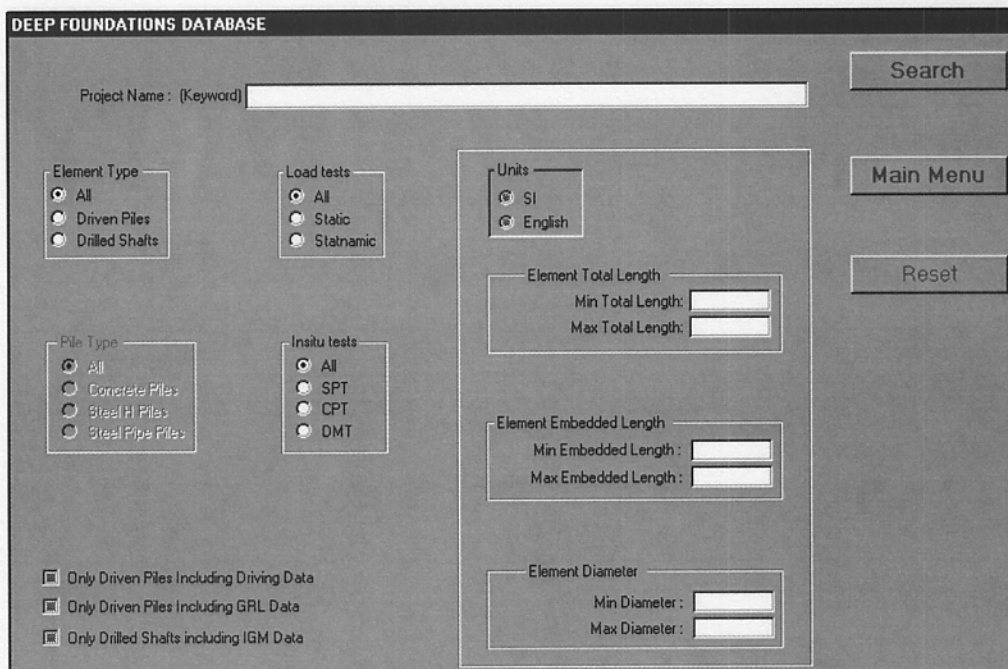 DEEP FOUNDATIONS DATABASE
Project Name : (Keyword)
Search
Main Menu
Reset
Element Type
All
Driven Piles
Drilled Shafts
Load tests
All
Static
Statnamic
Units
SI
English
Element Total Length
Min Total Length:
Max Total Length:
Pile Type
All
Concrete Piles
Steel H Piles
Steel Pipe Piles
Insitu tests
All
SPT
CPT
DMT
Element Embedded Length
Min Embedded Length :
Max Embedded Length :
Only Driven Piles Including Driving Data
Only Driven Piles Including GRL Data
Only Drilled Shafts including IGM Data
Element Diameter
Min Diameter :
Max Diameter :